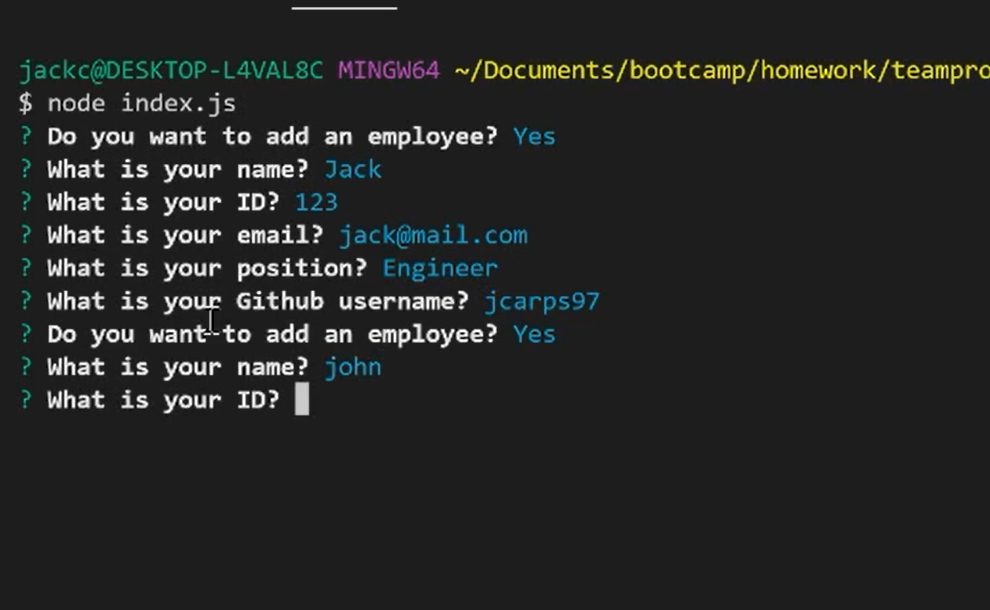 jackc@DESKTOP-L4VAL8C MINGW64 ~/Documents/bootcamp/homework/teampro
$ node index.js
? Do you want to add an employee? Yes
? What is your name? Jack
? What is your ID? 123
? What is your email? jack@mail.com
? What is your position? Engineer
? What is your Github username? jcarps97
? Do you want to add an employee? Yes
? What is your name? john
? What is your ID?